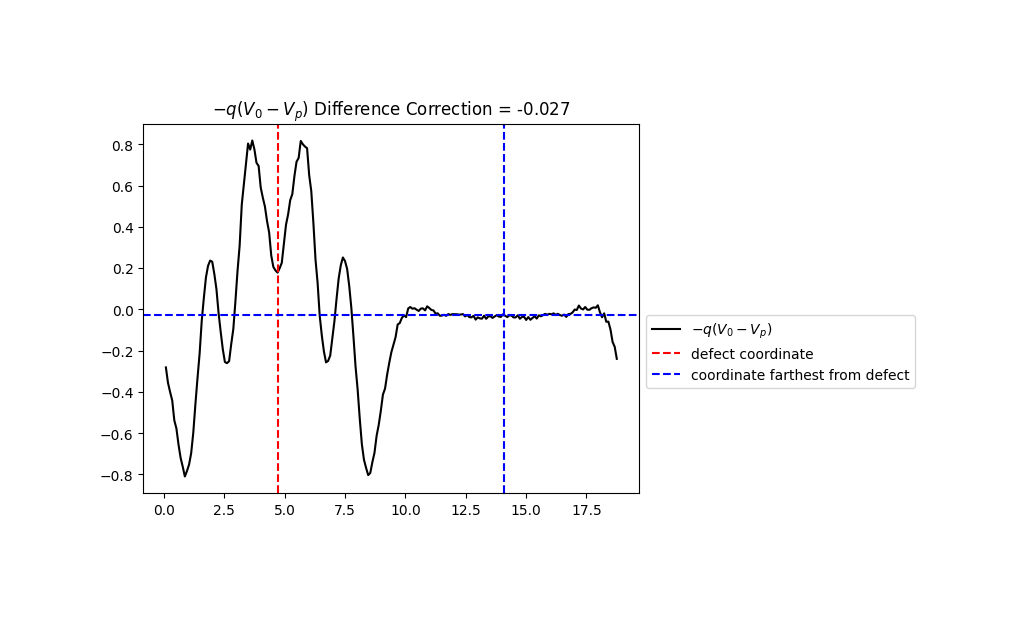 −q(V₀ − Vₚ) Difference Correction = -0.027
0.8
0.6
0.4
0.2
0.0
−0.2
−0.4
−0.6
−0.8
0.0 2.5 5.0 7.5 10.0 12.5 15.0 17.5
−q(V₀ − Vₚ)
defect coordinate
coordinate farthest from defect